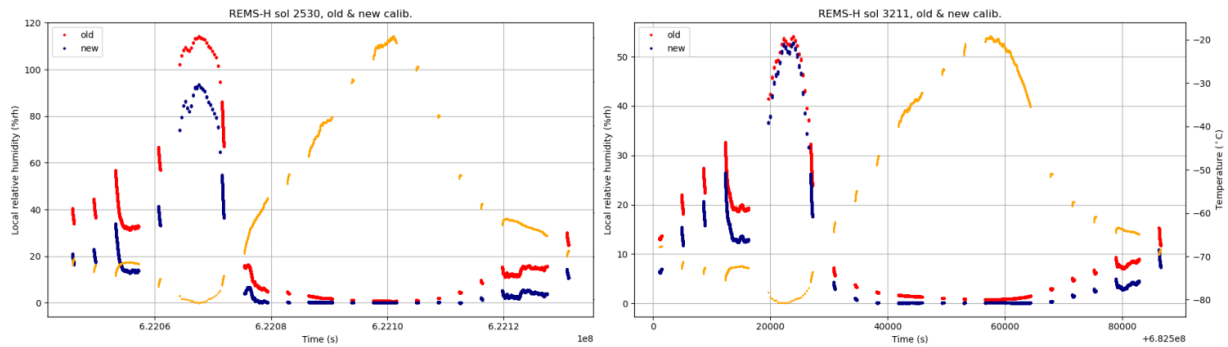 REMS-H sol 2530, old & new calib.
old
new
Local relative humidity (%rh)
120
100
80
60
40
20
0
6.2206
6.2208
6.2210
6.2212
1e8
Time (s)
REMS-H sol 3211, old & new calib.
old
new
Local relative humidity (%rh)
50
40
30
20
10
0
0
20000
40000
60000
80000
+6.825e8
Time (s)
−20
−30
−40
−50
−60
−70
−80
Temperature (°C)